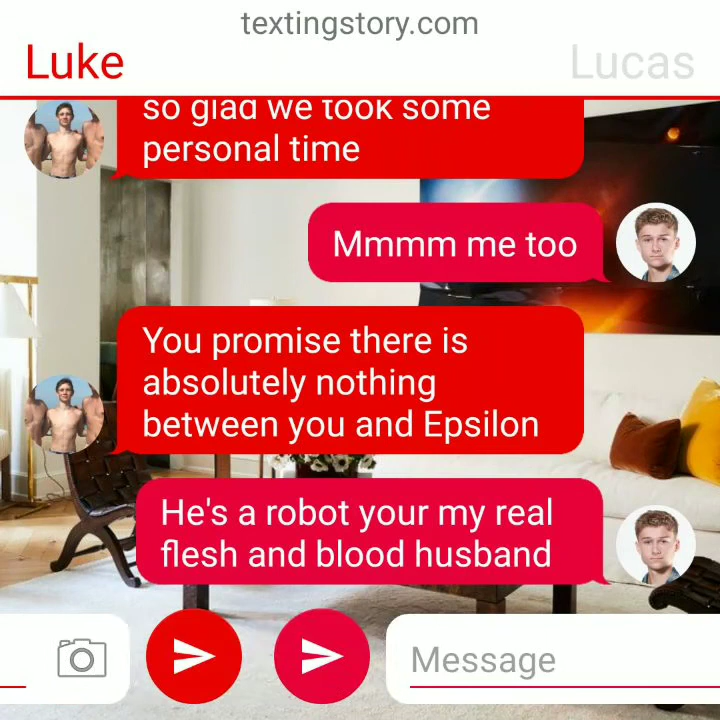 textingstory.com
Luke
Lucas
so glad we took some
personal time
Mmmm me too
You promise there is
absolutely nothing
between you and Epsilon
He's a robot your my real
flesh and blood husband
Message